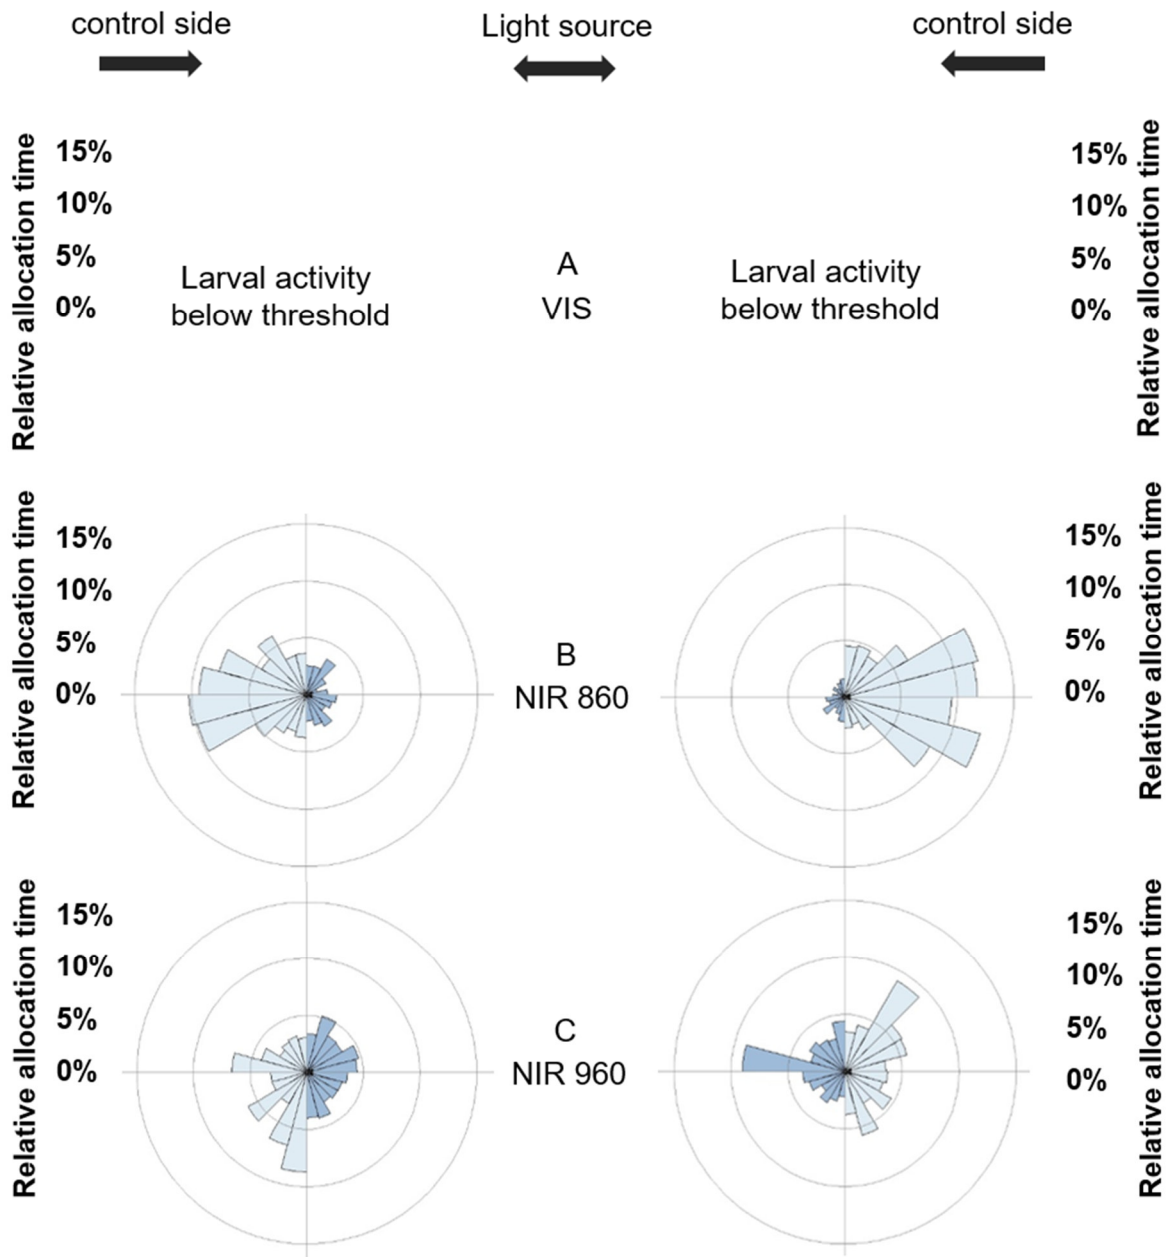 control side
Light source
control side
Relative allocation time
15%
10%
5%
0%
Larval activity
below threshold
A
VIS
Larval activity
below threshold
15%
10%
5%
0%
Relative allocation time
Relative allocation time
15%
10%
5%
0%
B
NIR 860
15%
10%
5%
0%
Relative allocation time
Relative allocation time
15%
10%
5%
0%
C
NIR 960
15%
10%
5%
0%
Relative allocation time